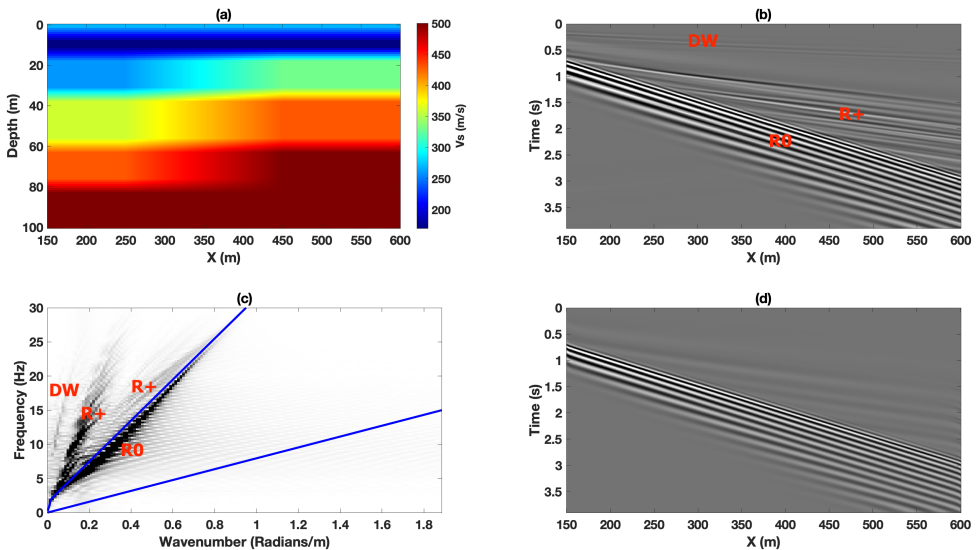 (a)
0
20
40
60
80
100
150 200 250 300 350 400 450 500 550 600
Depth (m)
X (m)
500
450
400
350
300
250
200
Vs (m/s)
(b)
DW
R+
R0
0
0.5
1
1.5
2
2.5
3
3.5
150 200 250 300 350 400 450 500 550 600
Time (s)
X (m)
(c)
DW
R+
R+
R0
30
25
20
15
10
5
0
0 0.2 0.4 0.6 0.8 1 1.2 1.4 1.6 1.8
Frequency (Hz)
Wavenumber (Radians/m)
(d)
0
0.5
1
1.5
2
2.5
3
3.5
150 200 250 300 350 400 450 500 550 600
Time (s)
X (m)